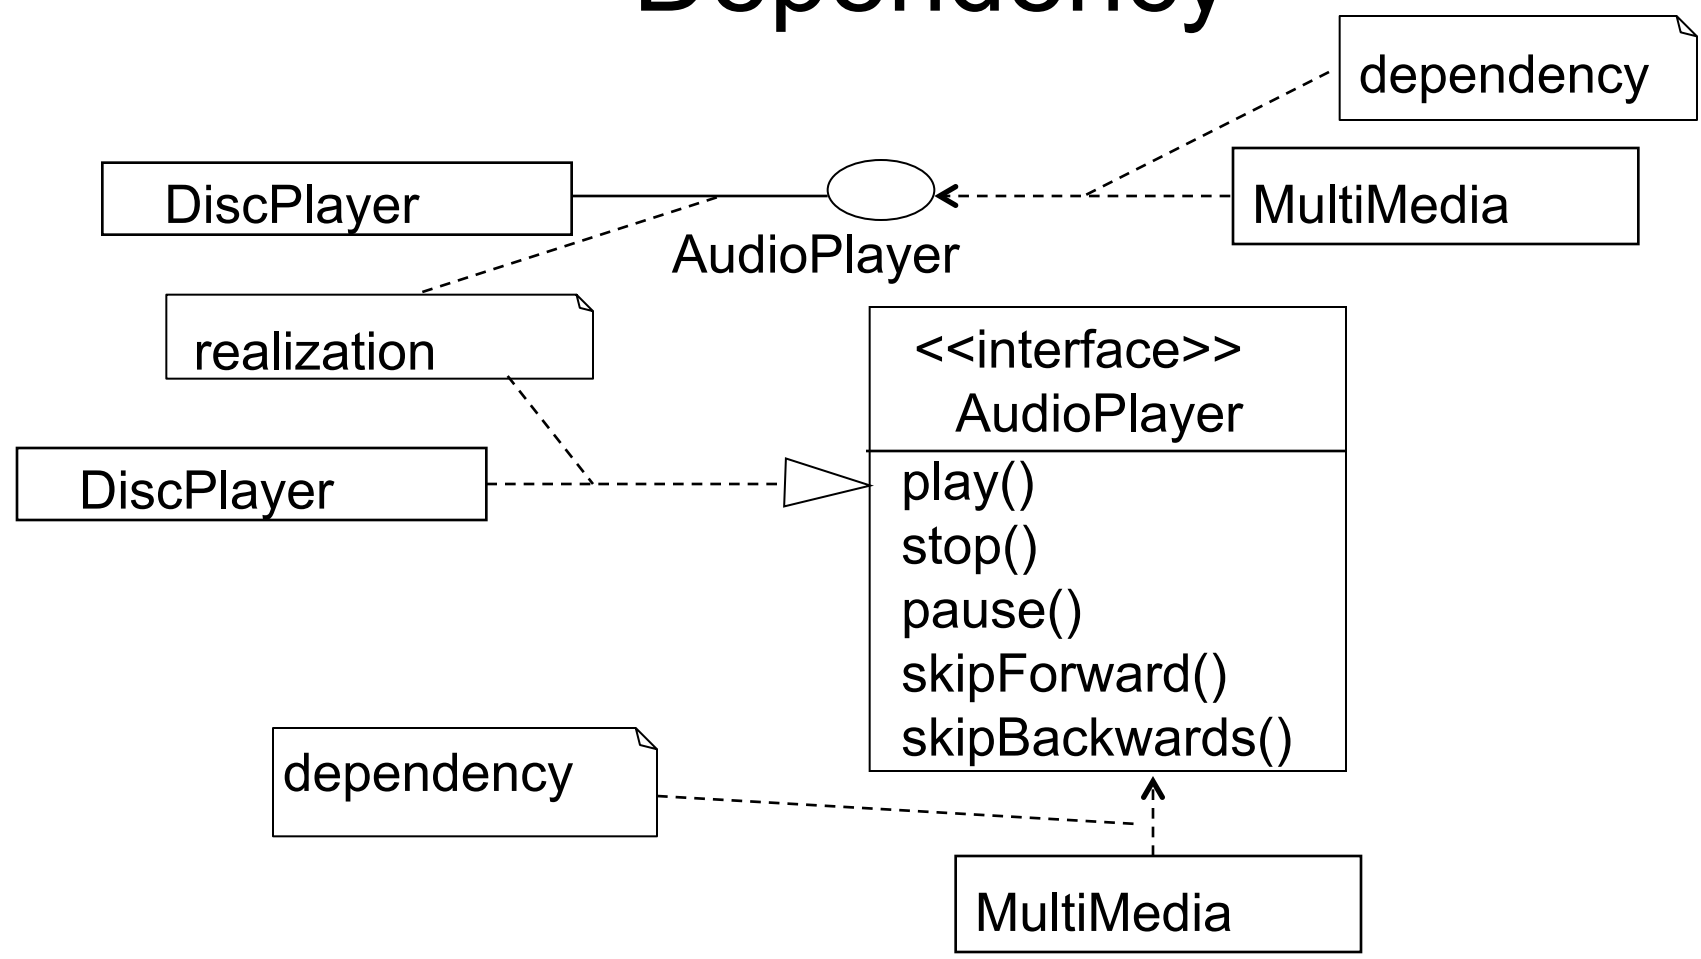 Dependency
dependency
DiscPlayer
MultiMedia
AudioPlayer
realization
<<interface>>
AudioPlayer
DiscPlayer
play()
stop()
pause()
skipForward()
skipBackwards()
dependency
MultiMedia